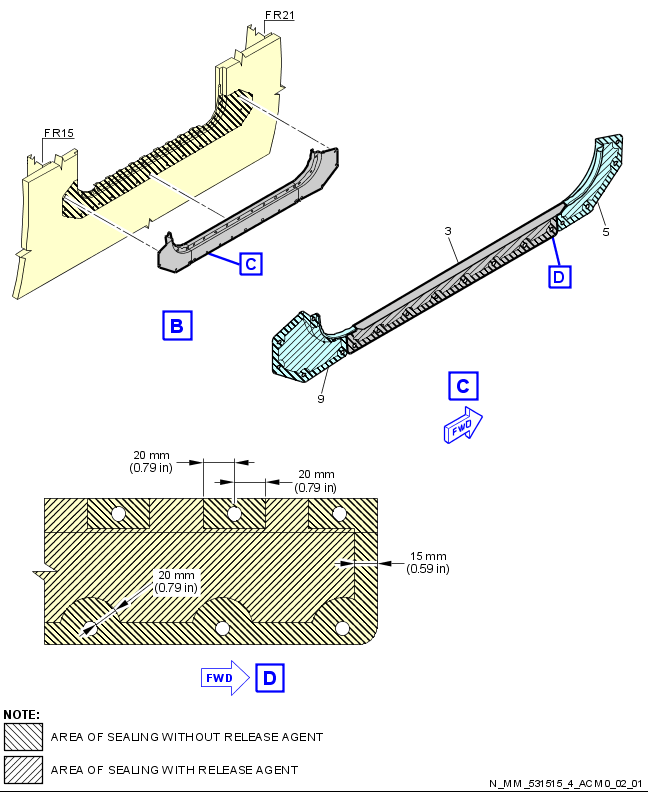 FR21
FR15
C
B
3
5
D
9
C
FWD
20 mm
(0.79 in)
20 mm
(0.79 in)
15 mm
(0.59 in)
20 mm
(0.79 in)
FWD
D
NOTE:
AREA OF SEALING WITHOUT RELEASE AGENT
AREA OF SEALING WITH RELEASE AGENT
N_MM_531515_4_ACM0_02_01